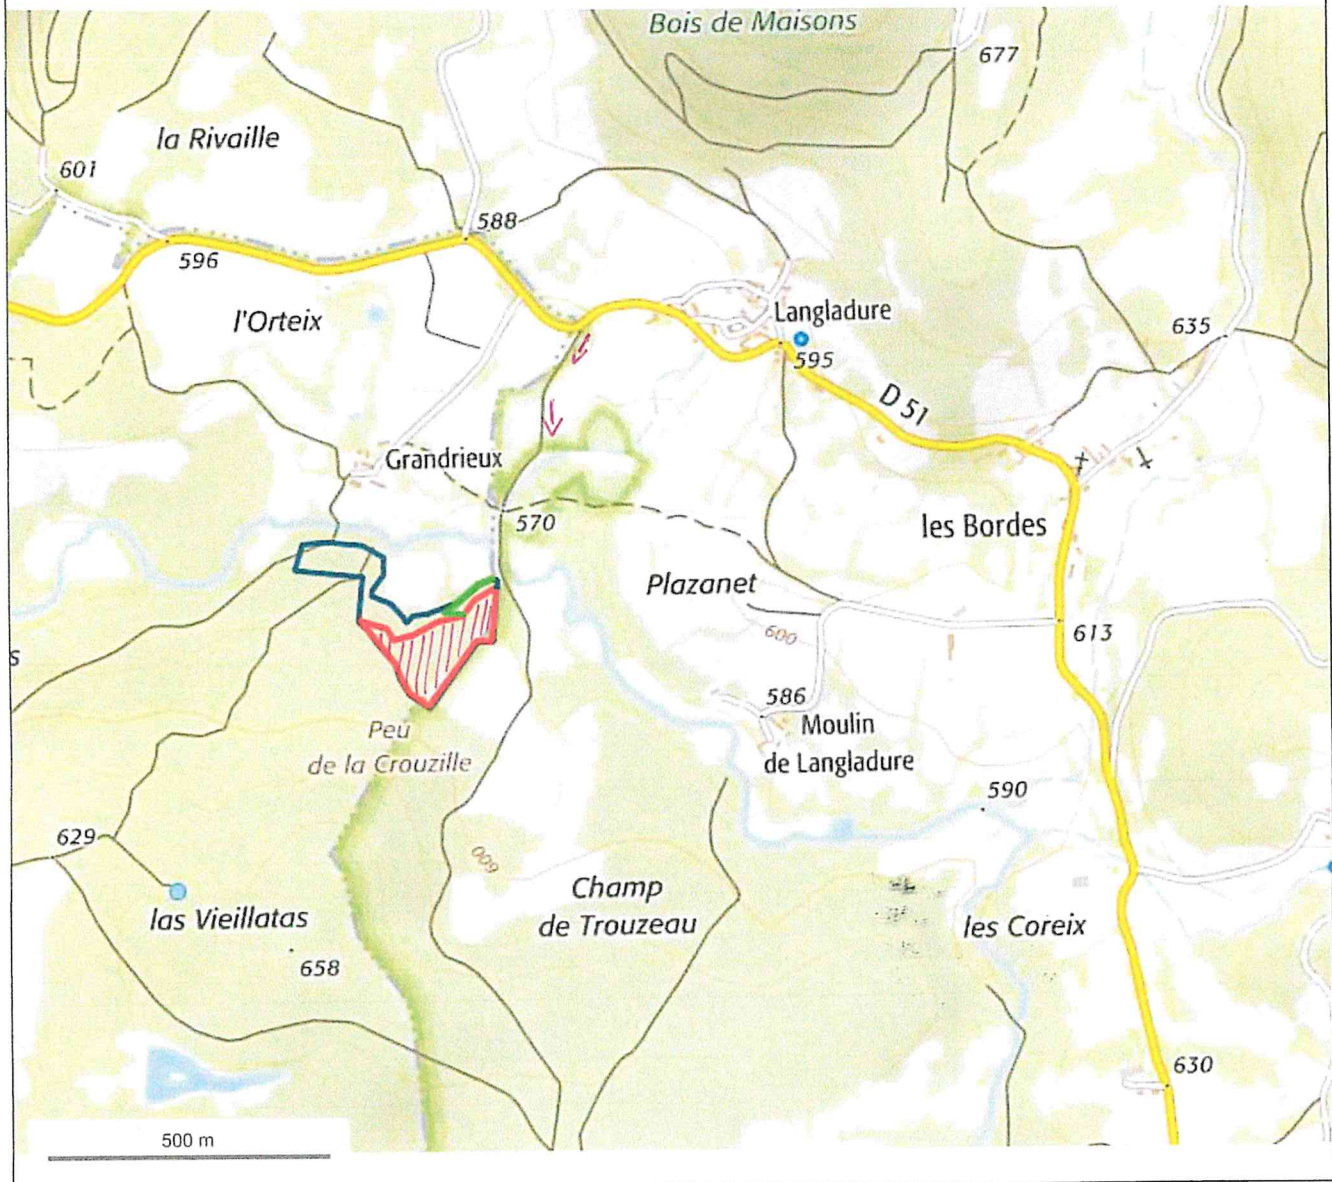 Bois de Maisons
677
la Rivaille
601
588
596
l'Orteix
Langladure
635
595
D 51
Grandrieux
570
les Bordes
Plazanet
600
613
586
Moulin
de Langladure
s
Peu
de la Crouzille
590
629
600
Champ
de Trouzeau
las Vieillatas
les Coreix
658
630
500 m